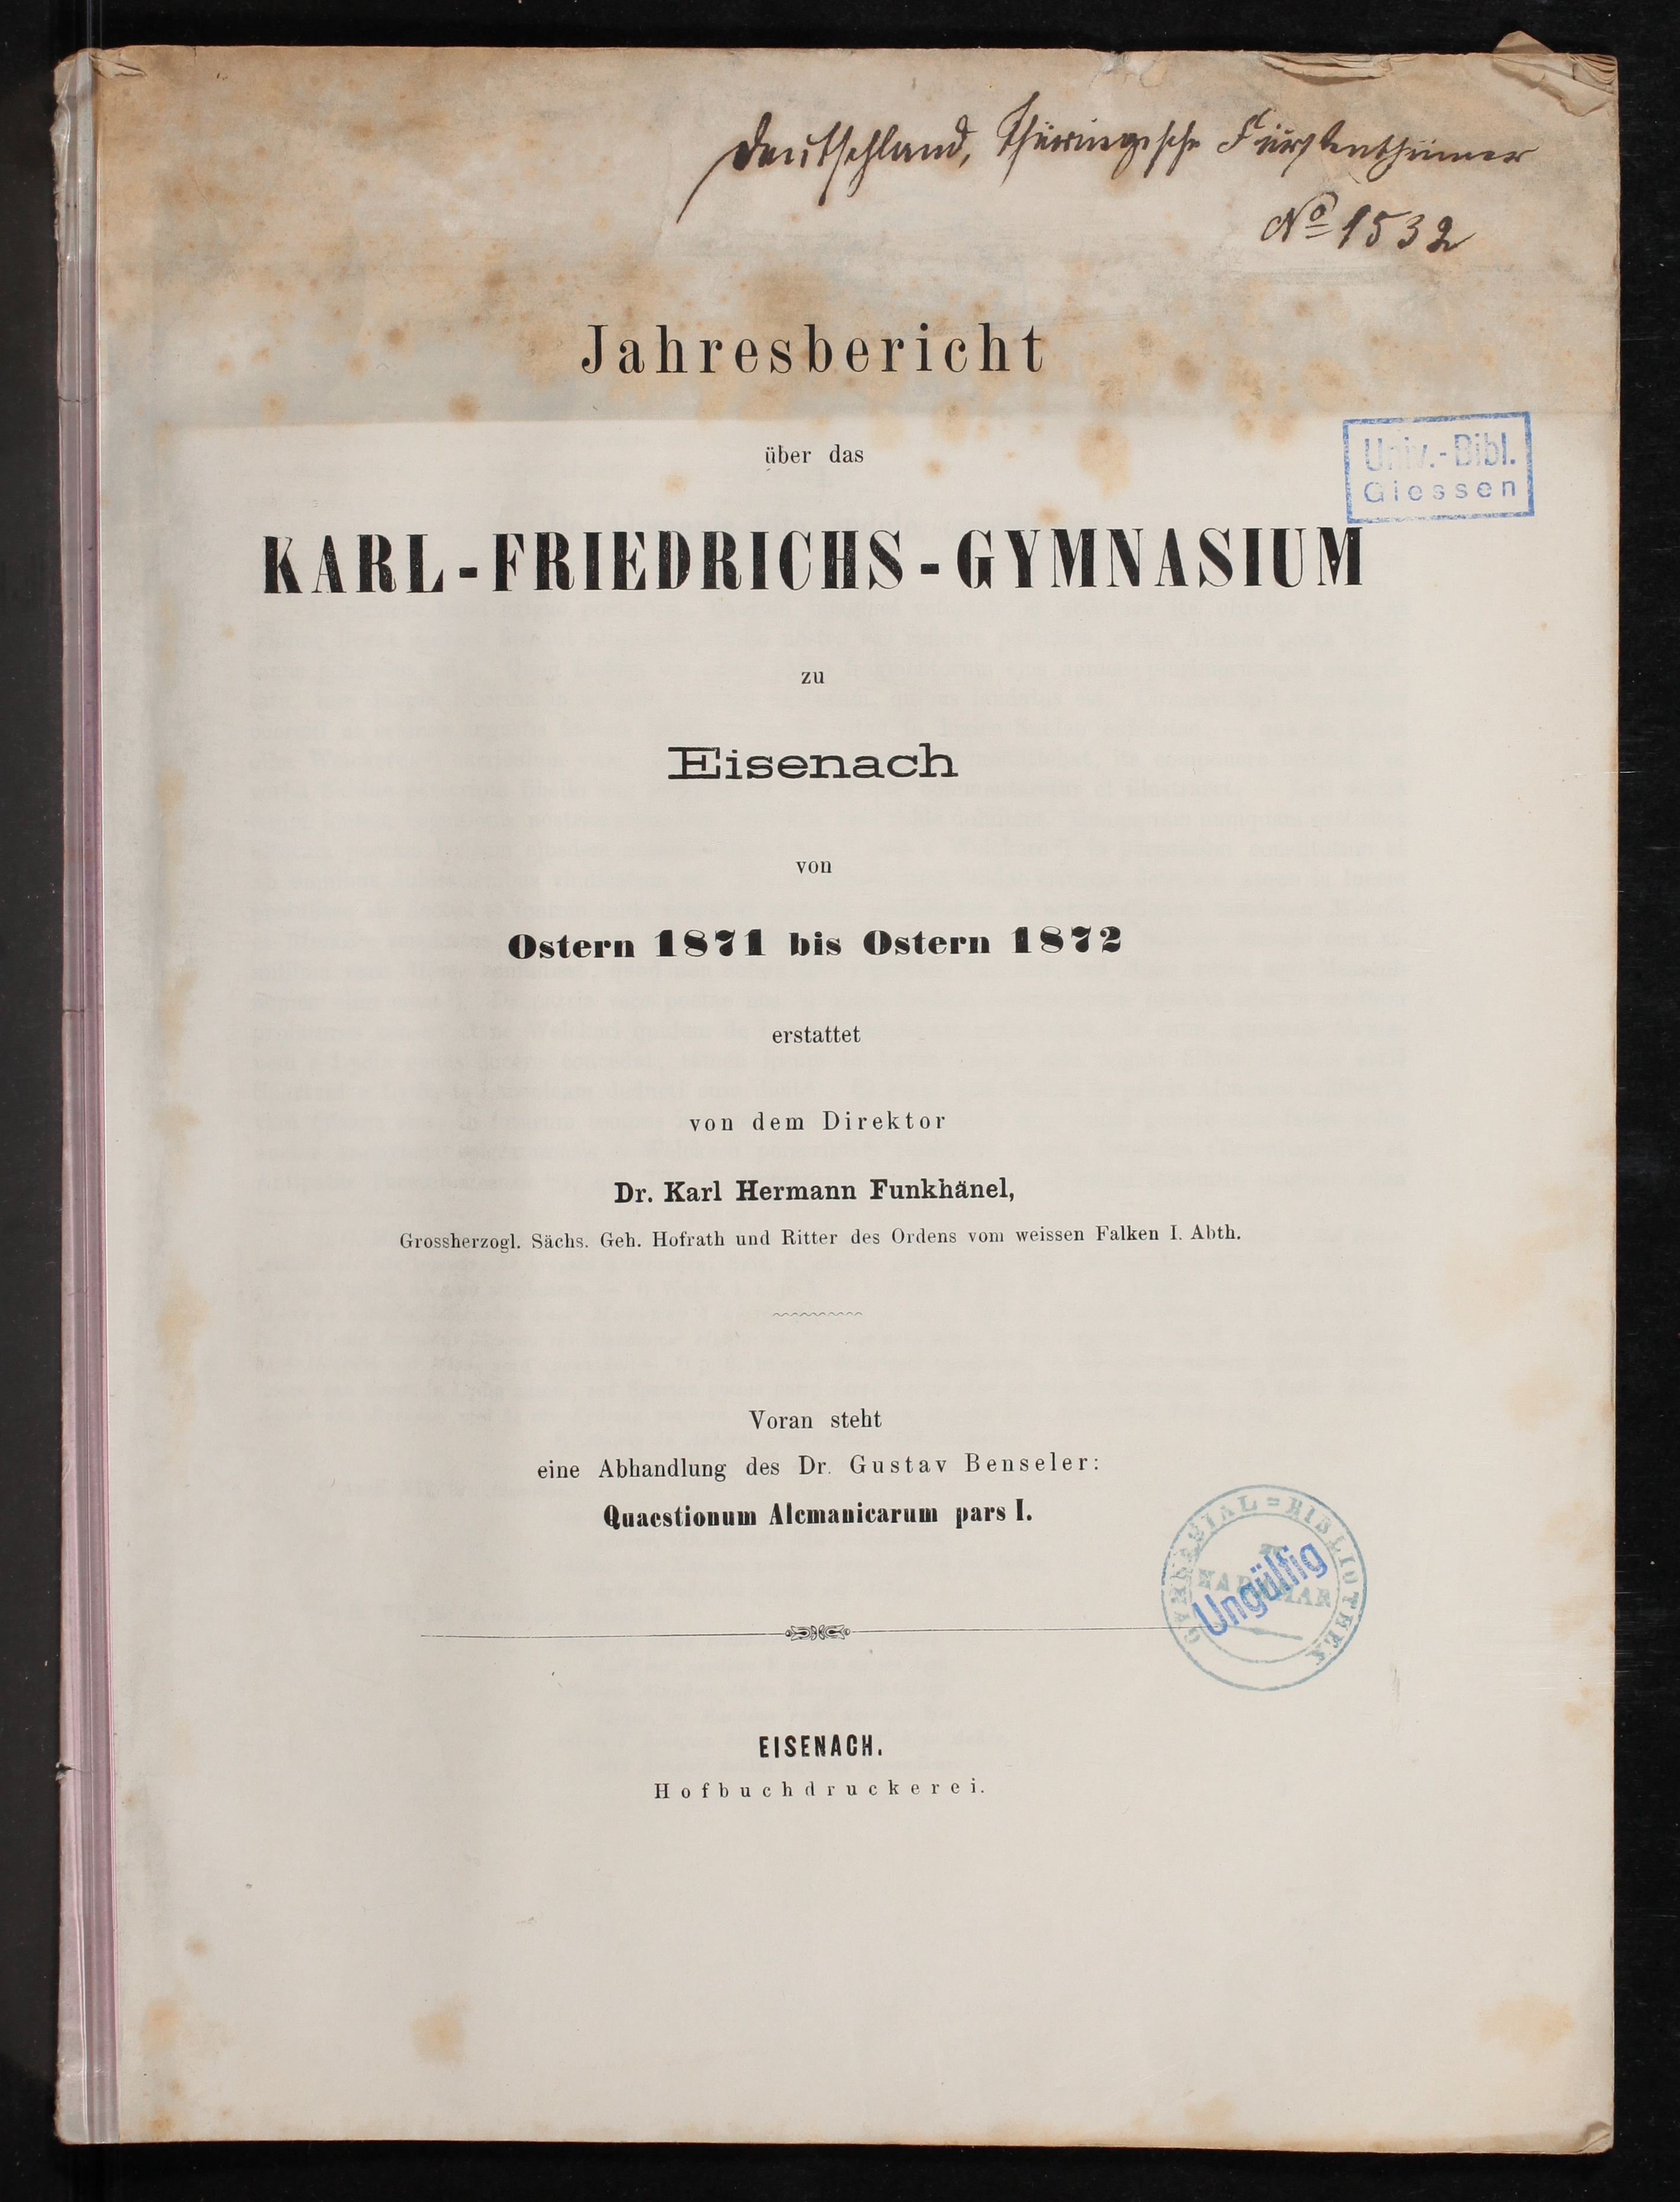 Deutschland, Thüringische Fürstenthümer
No 1532
Jahresbericht
über das
Univ.-Bibl.
Giessen
KARL-FRIEDRICHS-GYMNASIUM
zu
Eisenach
von
Ostern 1871 bis Ostern 1872
erstattet
von dem Direktor
Dr. Karl Hermann Funkhänel,
Grossherzogl. Sächs. Geh. Hofrath und Ritter des Ordens vom weissen Falken I. Abth.
Voran steht
eine Abhandlung des Dr. Gustav Benseler:
Quaestionum Alcmanicarum pars I.
GYMNASIAL=BIBLIOTHEK
Ungültig
EISENACH.
Hofbuchdruckerei.